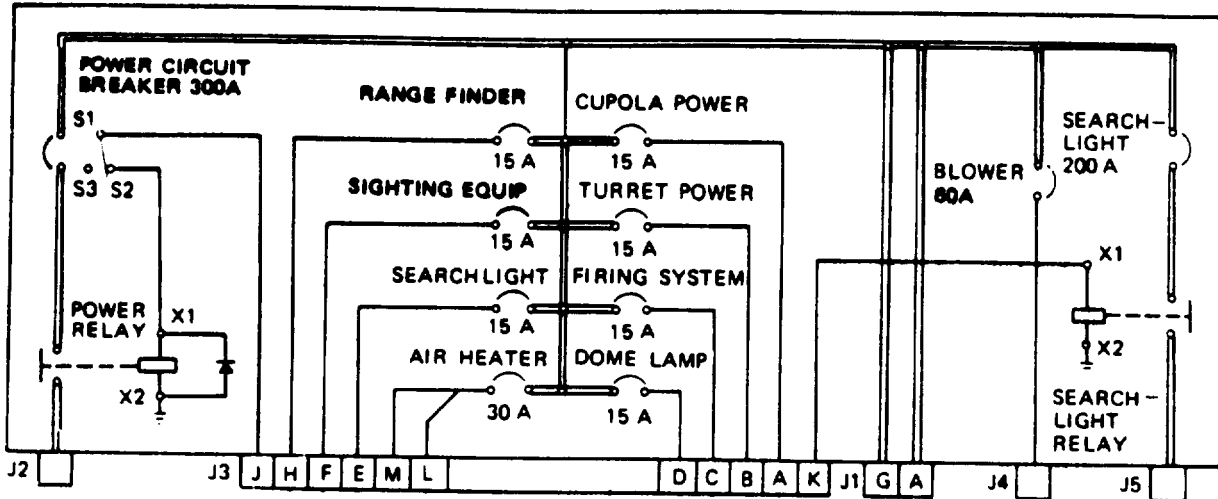 POWER CIRCUIT
BREAKER 300A
S1
S3 S2
POWER
RELAY
X1
X2
RANGE FINDER
15 A
CUPOLA POWER
15 A
SIGHTING EQUIP
15 A
TURRET POWER
15 A
SEARCHLIGHT
15 A
FIRING SYSTEM
15 A
AIR HEATER
30 A
DOME LAMP
15 A
BLOWER
60A
SEARCH-
LIGHT
200 A
X1
X2
SEARCH-
LIGHT
RELAY
J2 J3 J H F E M L D C B A K J1 G A J4 J5